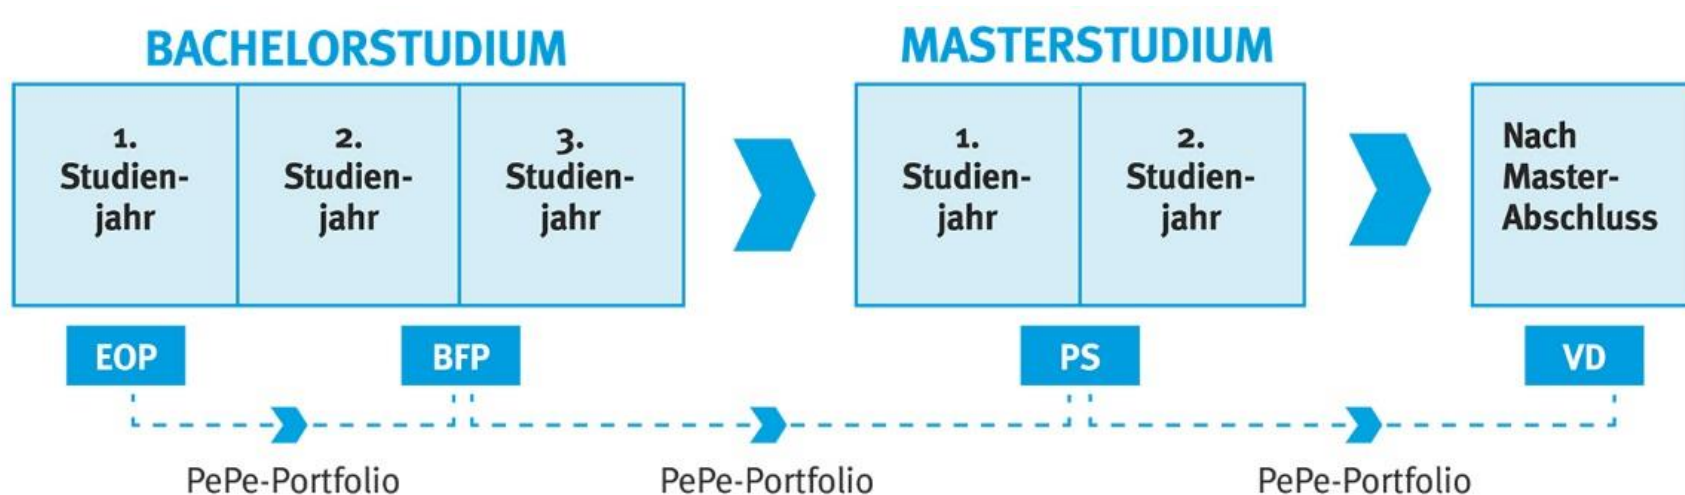 BACHELORSTUDIUM
MASTERSTUDIUM
1.
Studien-
jahr
2.
Studien-
jahr
3.
Studien-
jahr
1.
Studien-
jahr
2.
Studien-
jahr
Nach
Master-
Abschluss
EOP
BFP
PS
VD
PePe-Portfolio
PePe-Portfolio
PePe-Portfolio